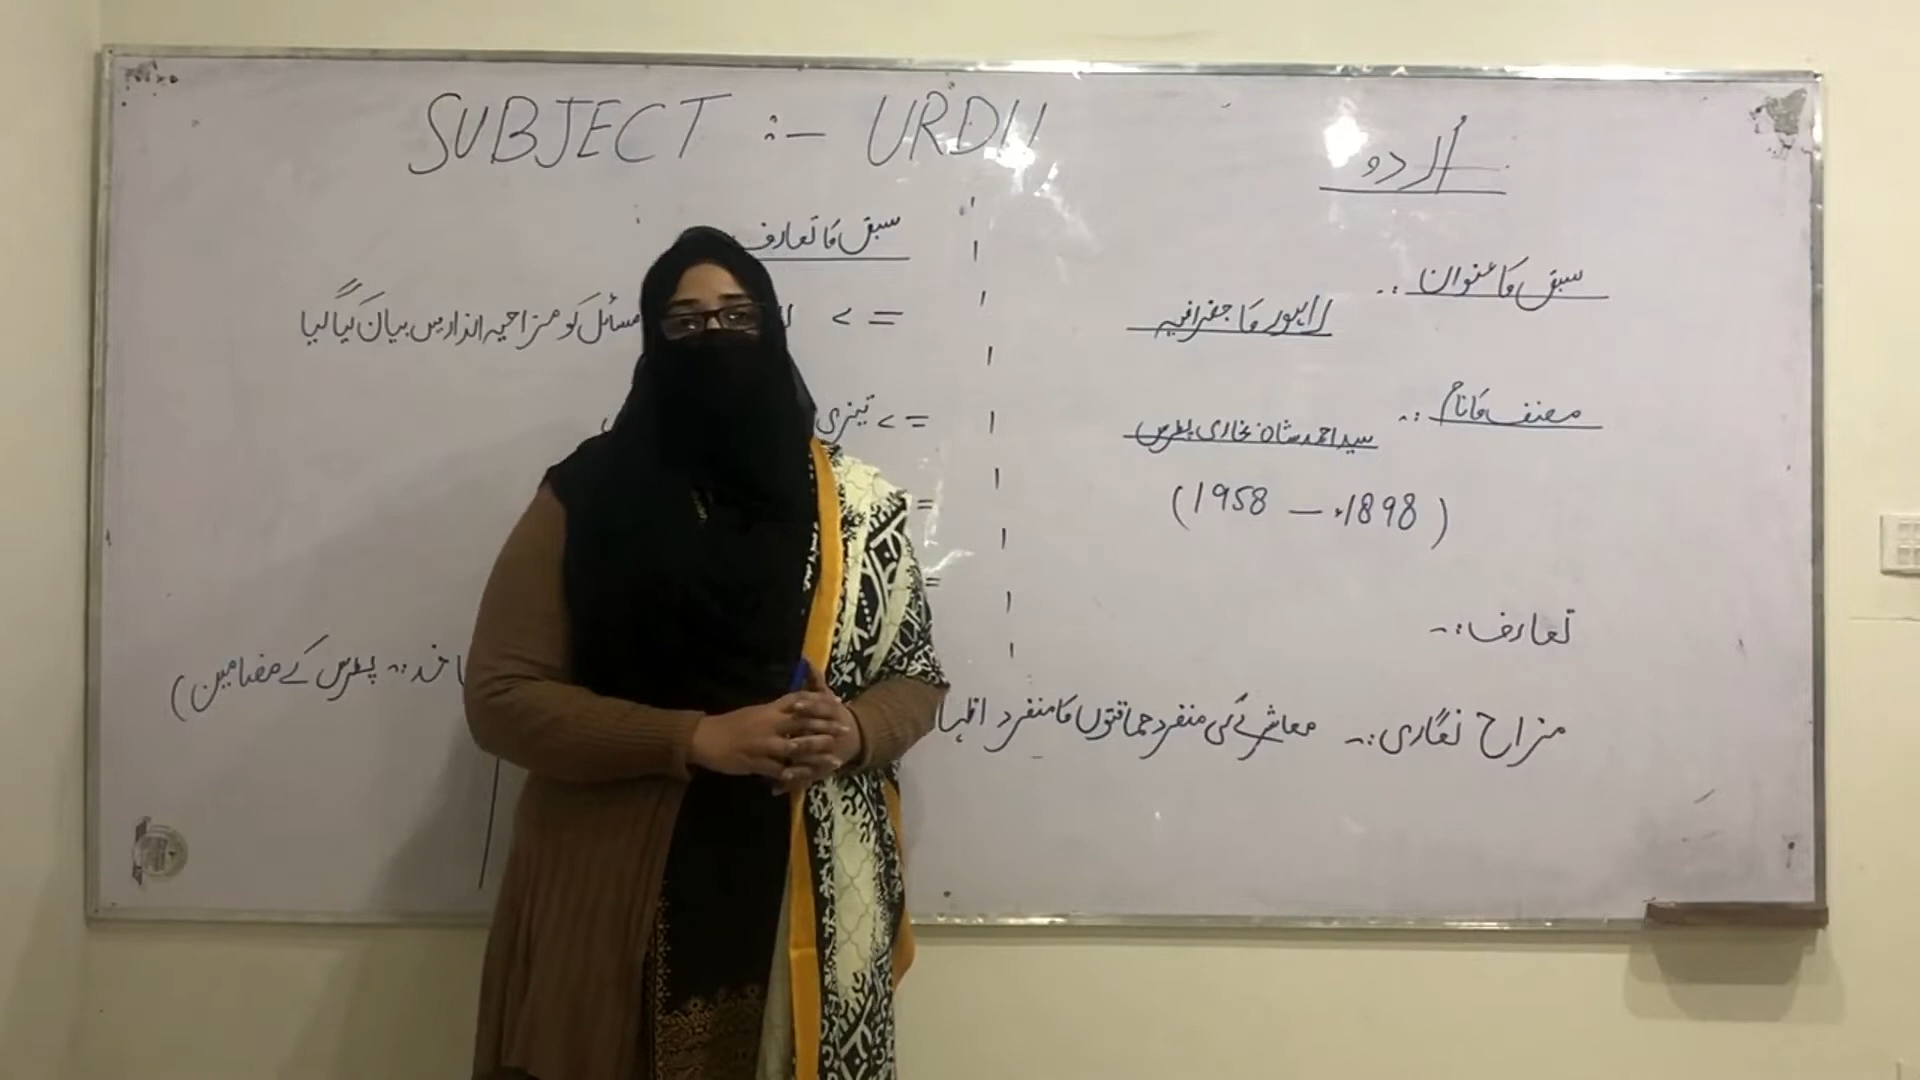 SUBJECT :- URDU
اُردو
سبق کا عنوان :-
لاہور کا جغرافیہ
مصنف کا نام :-
سید احمد شاہ بخاری پطرس
(1898ء — 1958)
تعارف :-
مزاح نگاری :- معاشرے کی منفرد حماقتوں کا منفرد
سبق کا تعارف
=> مسائل کو مزاحیہ انداز میں بیان کیا گیا
=> تیزی
=
=
پطرس کے مضامین)